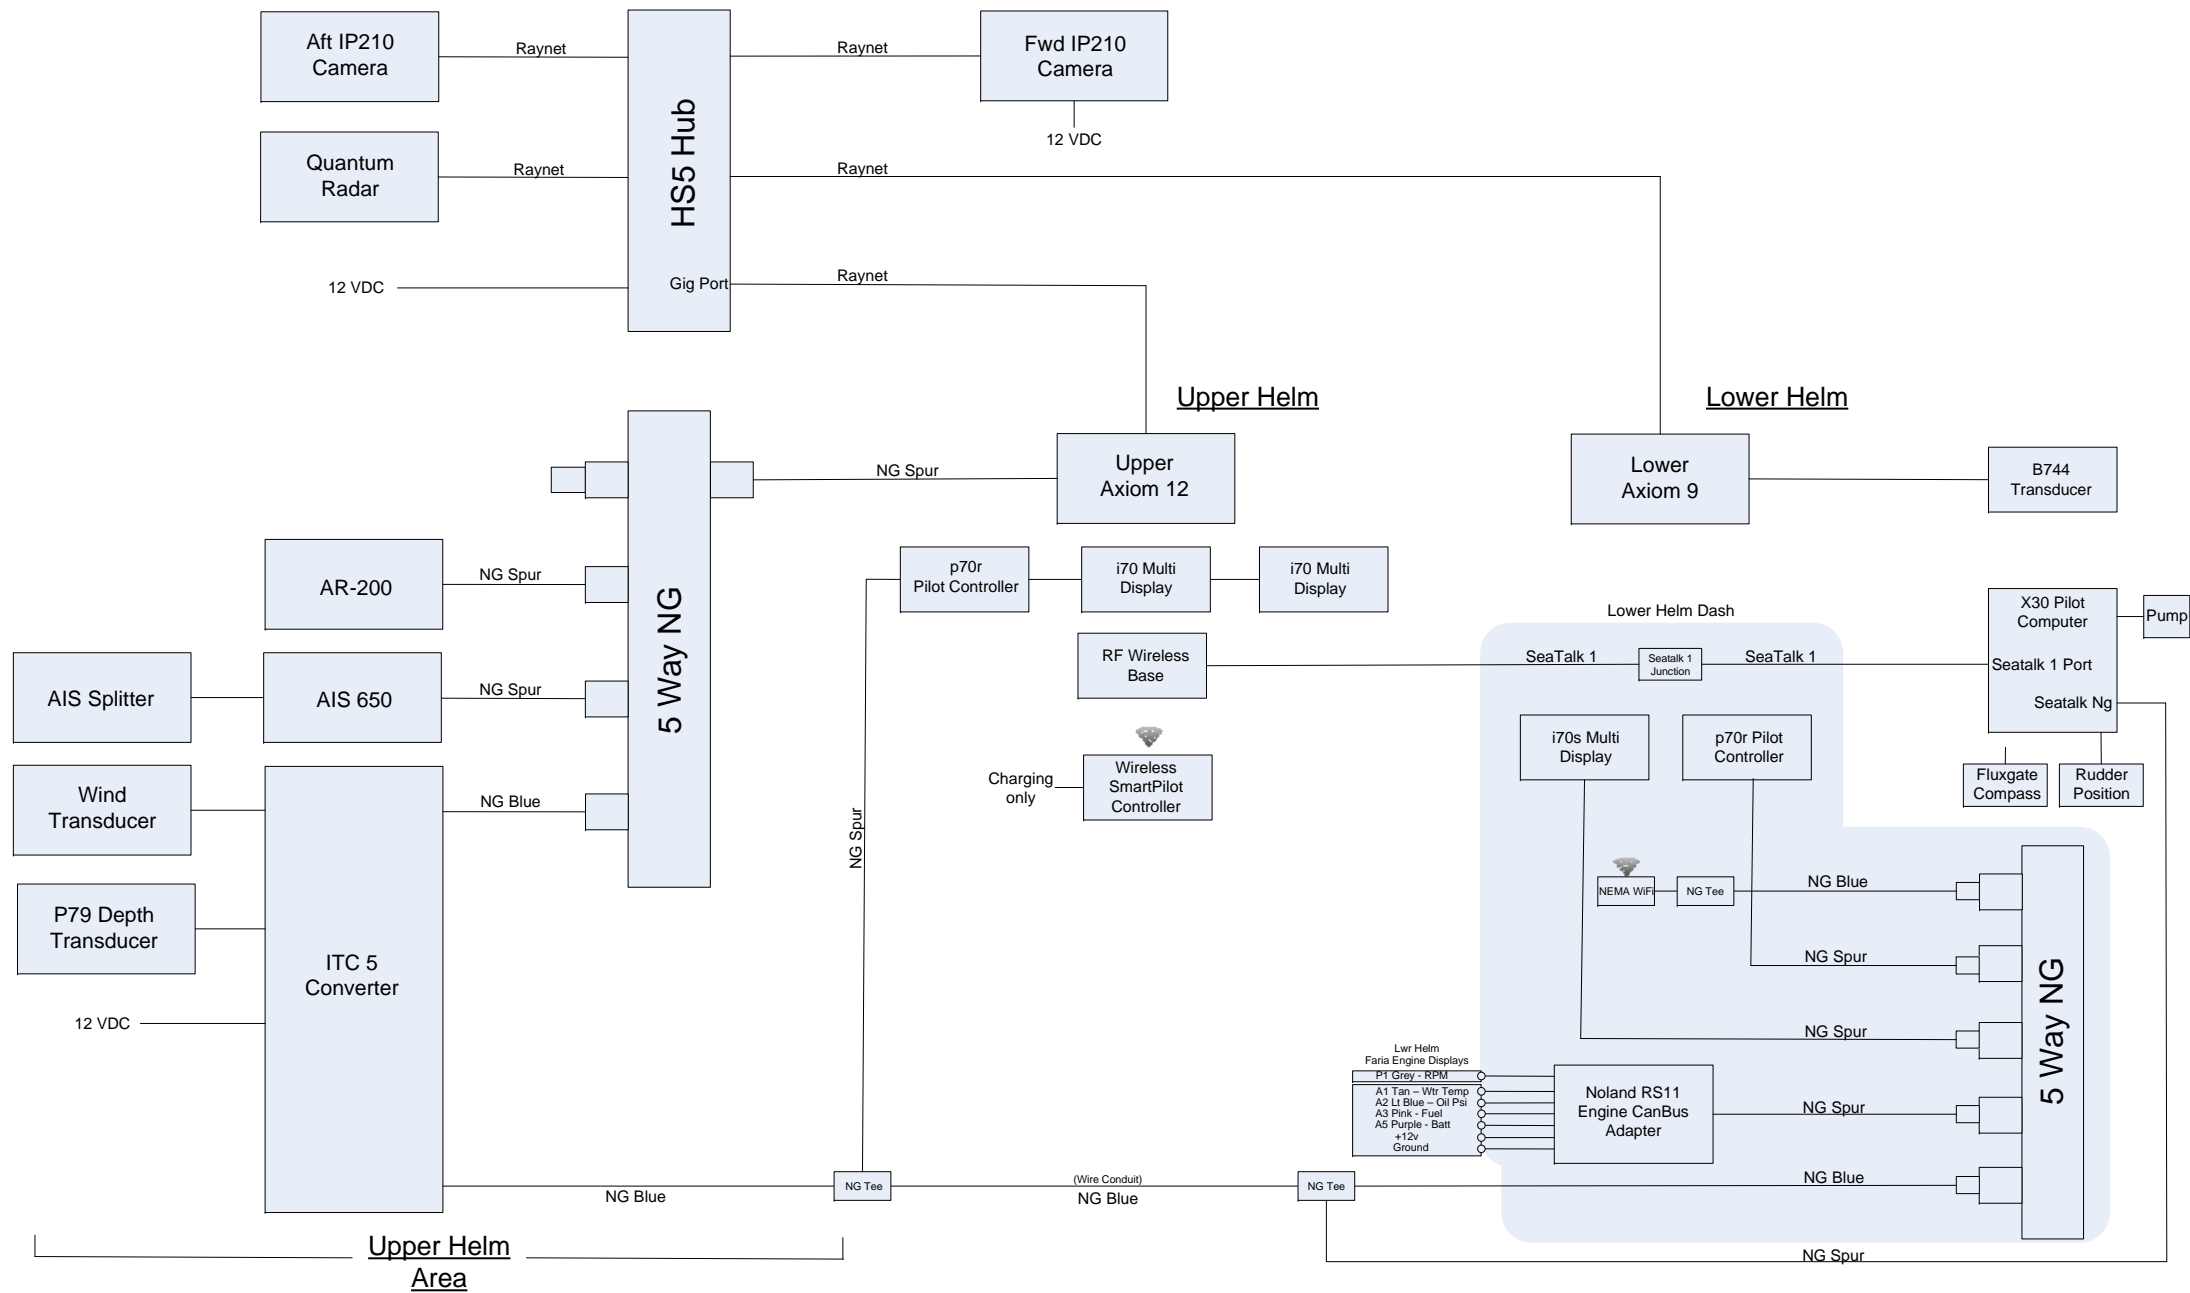 Aft IP210
Camera
Raynet
HS5 Hub
Raynet
Fwd IP210
Camera
12 VDC
Quantum
Radar
Raynet
Raynet
12 VDC
Gig Port
Raynet
Upper Helm
Lower Helm
5 Way NG
NG Spur
Upper
Axiom 12
Lower
Axiom 9
B744
Transducer
AR-200
NG Spur
p70r
Pilot Controller
i70 Multi
Display
i70 Multi
Display
Lower Helm Dash
X30 Pilot
Computer
Pump
Seatalk 1 Port
Seatalk Ng
RF Wireless
Base
SeaTalk 1
Seatalk 1
Junction
SeaTalk 1
AIS Splitter
AIS 650
NG Spur
i70s Multi
Display
p70r Pilot
Controller
Fluxgate
Compass
Rudder
Position
Charging
only
Wireless
SmartPilot
Controller
Wind
Transducer
NG Blue
NG Spur
P79 Depth
Transducer
ITC 5
Converter
12 VDC
NEMA WiFi
NG Tee
NG Blue
NG Spur
NG Spur
5 Way NG
Lwr Helm
Faria Engine Displays
P1 Grey - RPM
A1 Tan – Wtr Temp
A2 Lt Blue – Oil Psi
A3 Pink - Fuel
A5 Purple - Batt
+12v
Ground
Noland RS11
Engine CanBus
Adapter
NG Spur
NG Blue
NG Tee
(Wire Conduit)
NG Blue
NG Tee
NG Blue
NG Spur
Upper Helm
Area